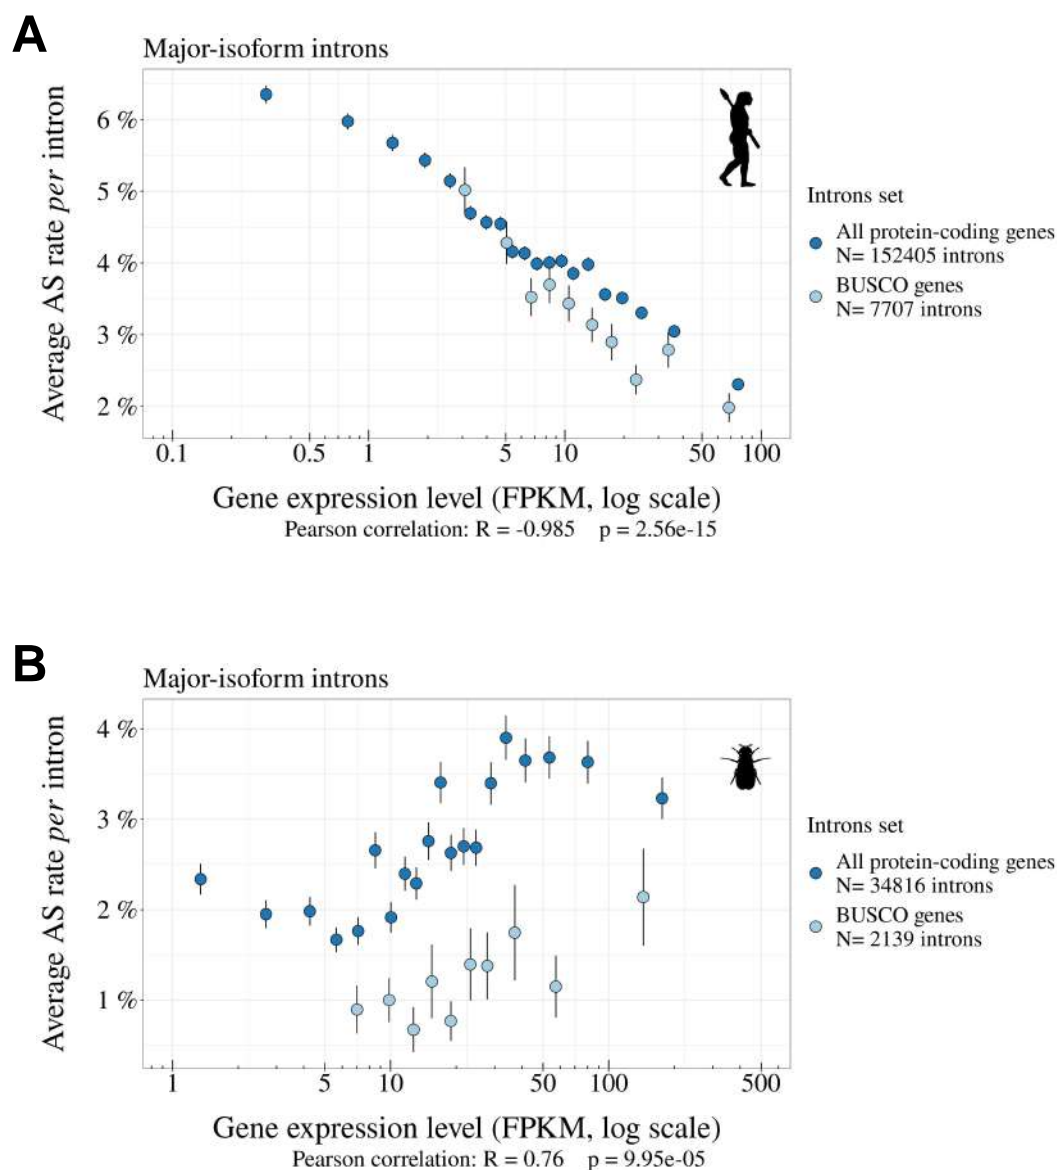 A
Major-isoform introns
Average AS rate per intron
6 %
5 %
4 %
3 %
2 %
0.1 0.5 1 5 10 50 100
Gene expression level (FPKM, log scale)
Pearson correlation: R = -0.985 p = 2.56e-15
Introns set
All protein-coding genes
N= 152405 introns
BUSCO genes
N= 7707 introns
B
Major-isoform introns
Average AS rate per intron
4 %
3 %
2 %
1 %
1 5 10 50 100 500
Gene expression level (FPKM, log scale)
Pearson correlation: R = 0.76 p = 9.95e-05
Introns set
All protein-coding genes
N= 34816 introns
BUSCO genes
N= 2139 introns